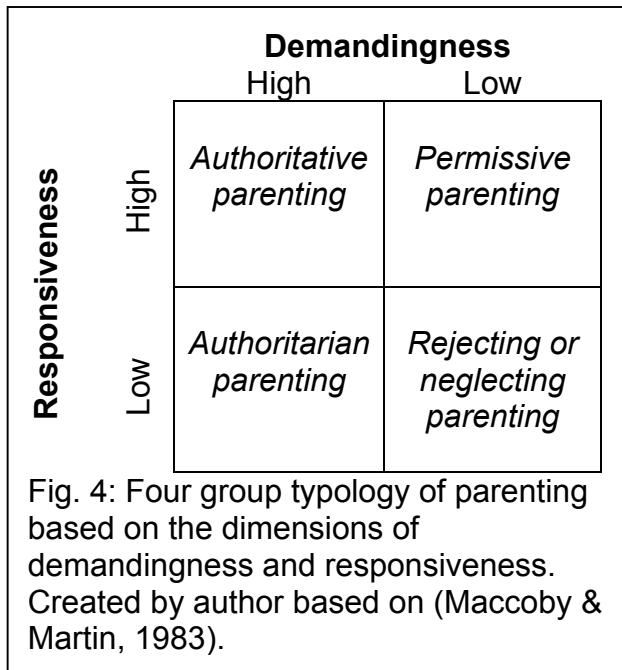 Demandingness
High Low
Responsiveness
High
Authoritative
parenting
Permissive
parenting
Low
Authoritarian
parenting
Rejecting or
neglecting
parenting
Fig. 4: Four group typology of parenting
based on the dimensions of
demandingness and responsiveness.
Created by author based on (Maccoby &
Martin, 1983).